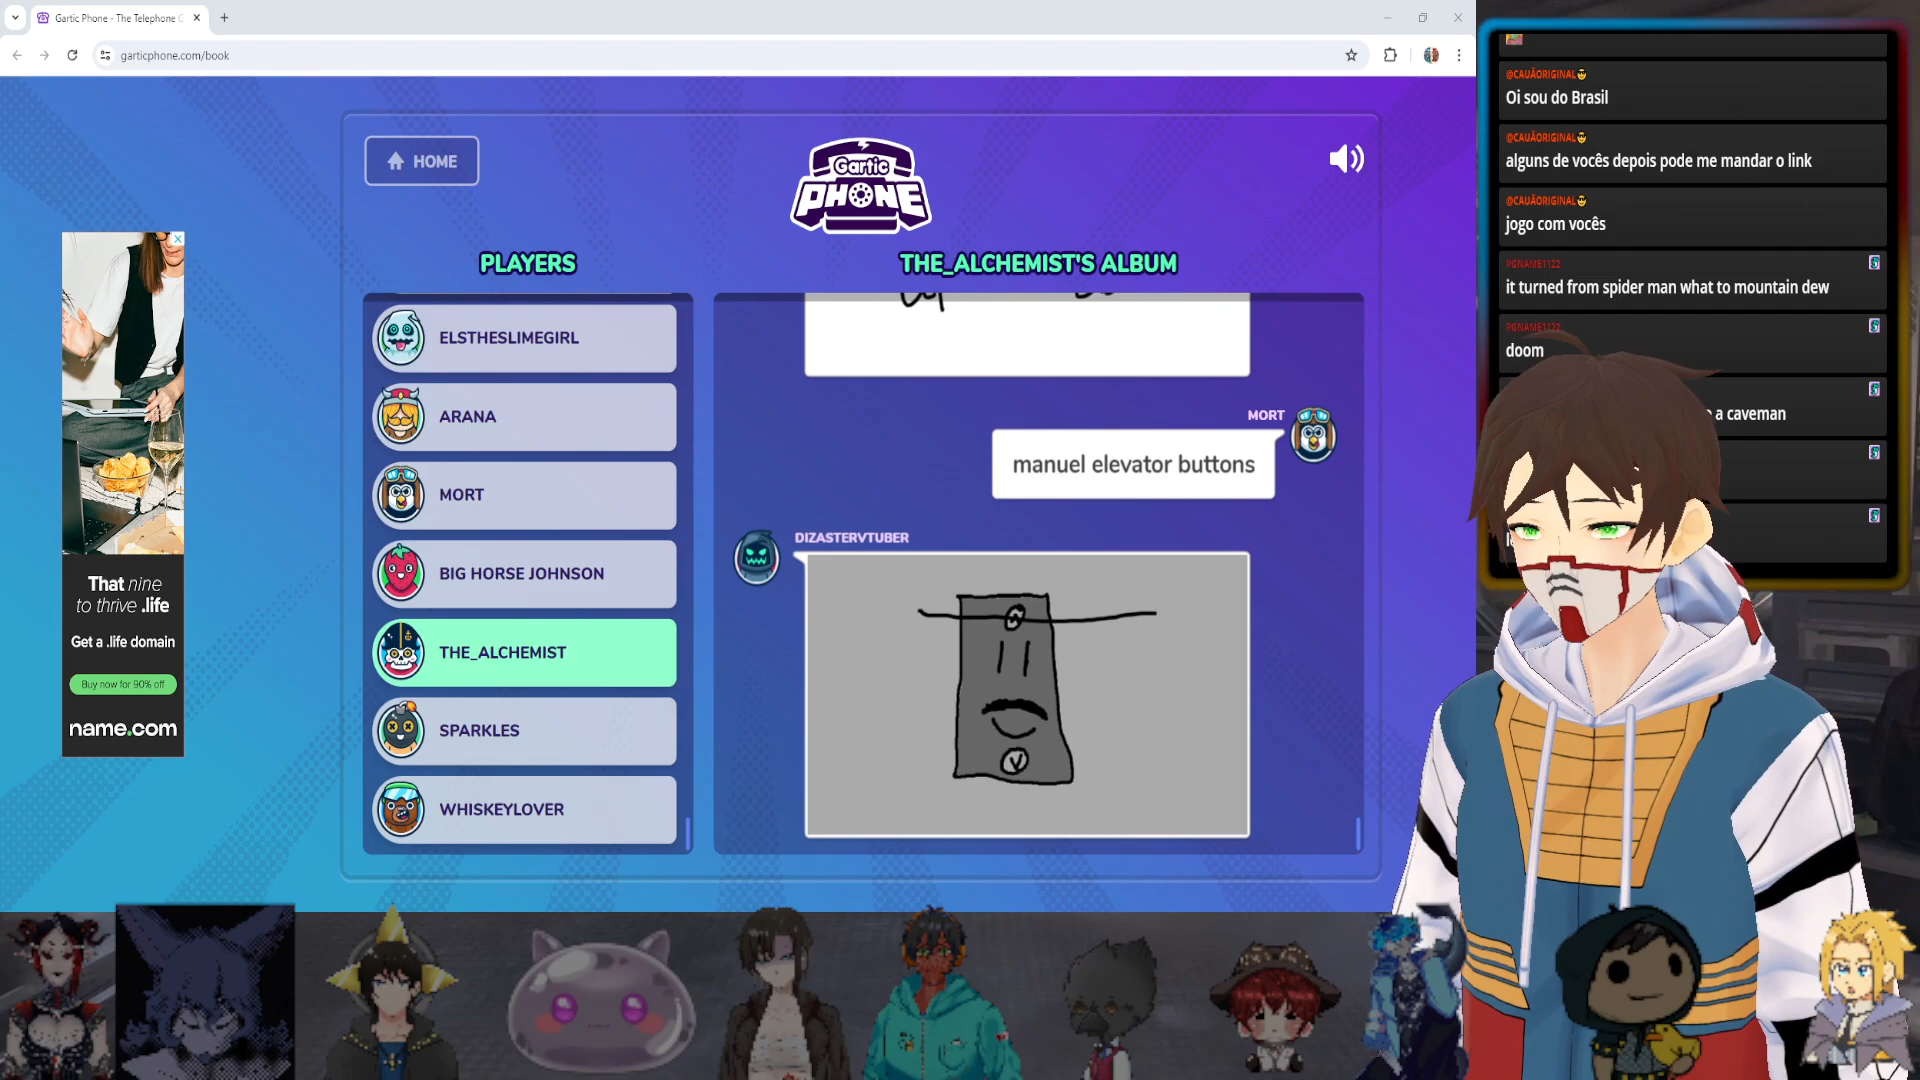 Gartic Phone - The Telephone G
garticphone.com/book
HOME
Gartic
PHONE
PLAYERS
THE_ALCHEMIST'S ALBUM
ELSTHESLIMEGIRL
ARANA
MORT
BIG HORSE JOHNSON
THE_ALCHEMIST
SPARKLES
WHISKEYLOVER
MORT
manuel elevator buttons
DIZASTERVTUBER
V
That nine
to thrive .life
Get a .life domain
Buy now for 90% off
name.com
@CAUÃORIGINAL😎
Oi sou do Brasil
@CAUÃORIGINAL😎
alguns de vocês depois pode me mandar o link
@CAUÃORIGINAL😎
jogo com vocês
PGNAME1122
it turned from spider man what to mountain dew
PGNAME1122
doom
a caveman